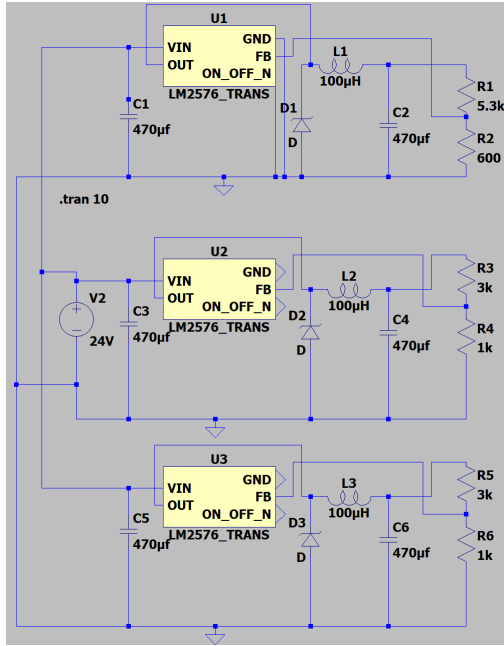 U1
VIN
OUT
GND
FB
ON_OFF_N
LM2576_TRANS
C1
470µf
D1
D
L1
100µH
C2
470µf
R1
5.3k
R2
600
.tran 10
V2
24V
U2
VIN
OUT
GND
FB
ON_OFF_N
LM2576_TRANS
C3
470µf
D2
D
L2
100µH
C4
470µf
R3
3k
R4
1k
U3
VIN
OUT
GND
FB
ON_OFF_N
LM2576_TRANS
C5
470µf
D3
D
L3
100µH
C6
470µf
R5
3k
R6
1k